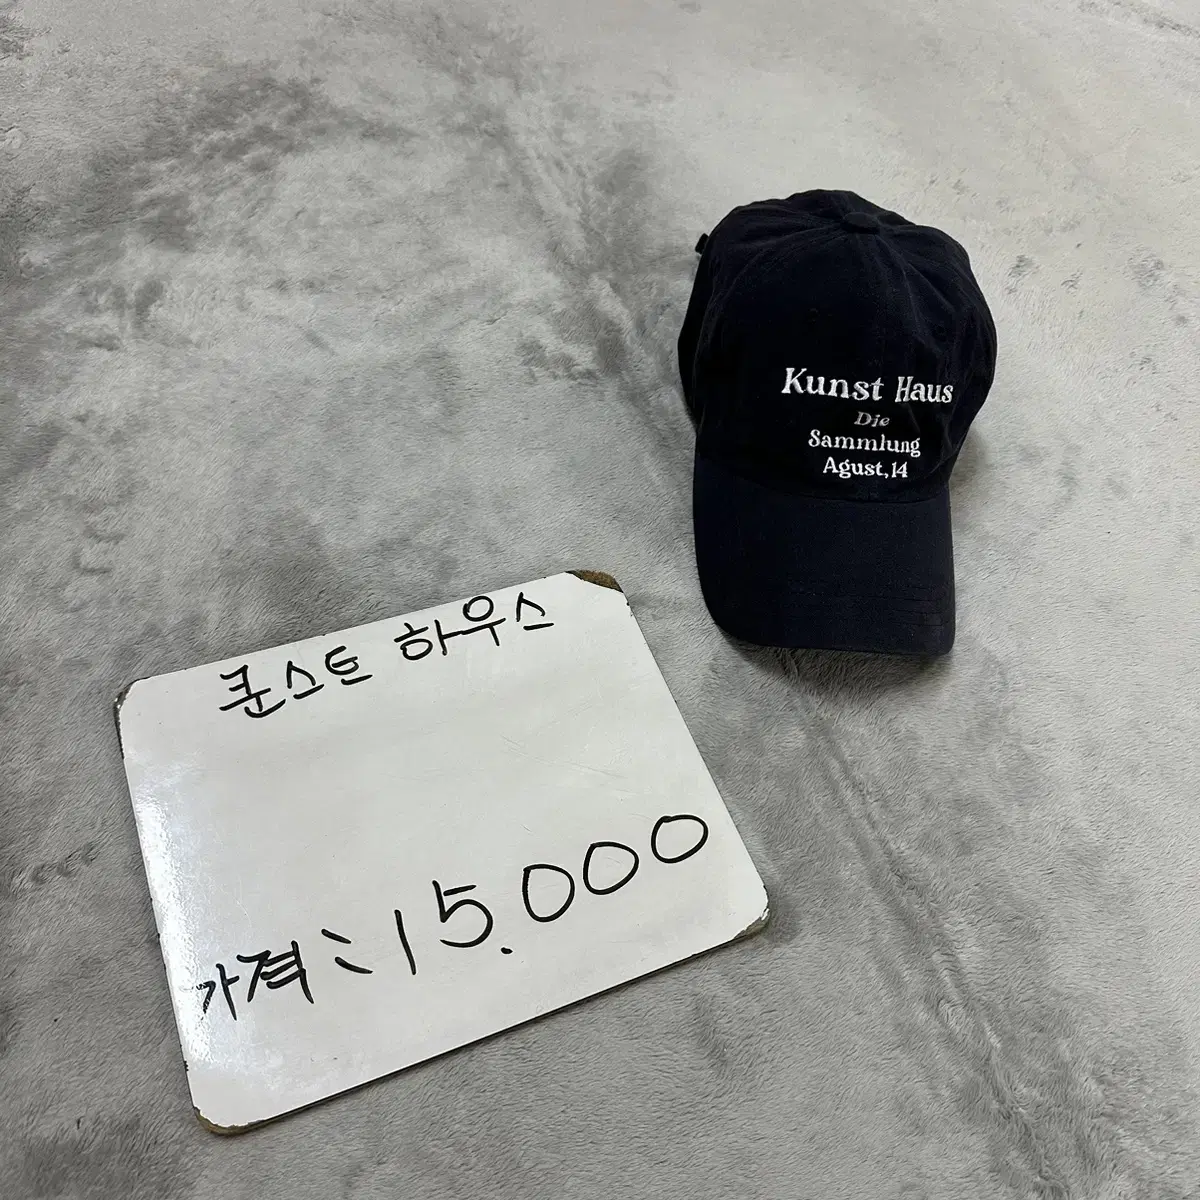 Kunst Haus
Die
Sammlung
Agust,14
쿤스트 하우스
가격 : 15.000